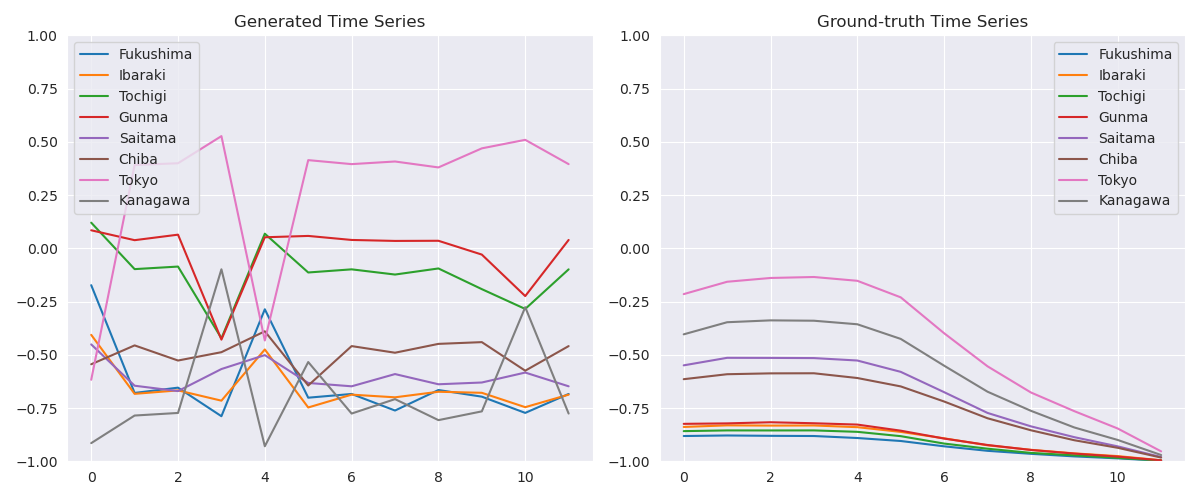 Generated Time Series
1.00
0.75
0.50
0.25
0.00
−0.25
−0.50
−0.75
−1.00
0
2
4
6
8
10
Fukushima
Ibaraki
Tochigi
Gunma
Saitama
Chiba
Tokyo
Kanagawa
Ground-truth Time Series
1.00
0.75
0.50
0.25
0.00
−0.25
−0.50
−0.75
−1.00
0
2
4
6
8
10
Fukushima
Ibaraki
Tochigi
Gunma
Saitama
Chiba
Tokyo
Kanagawa